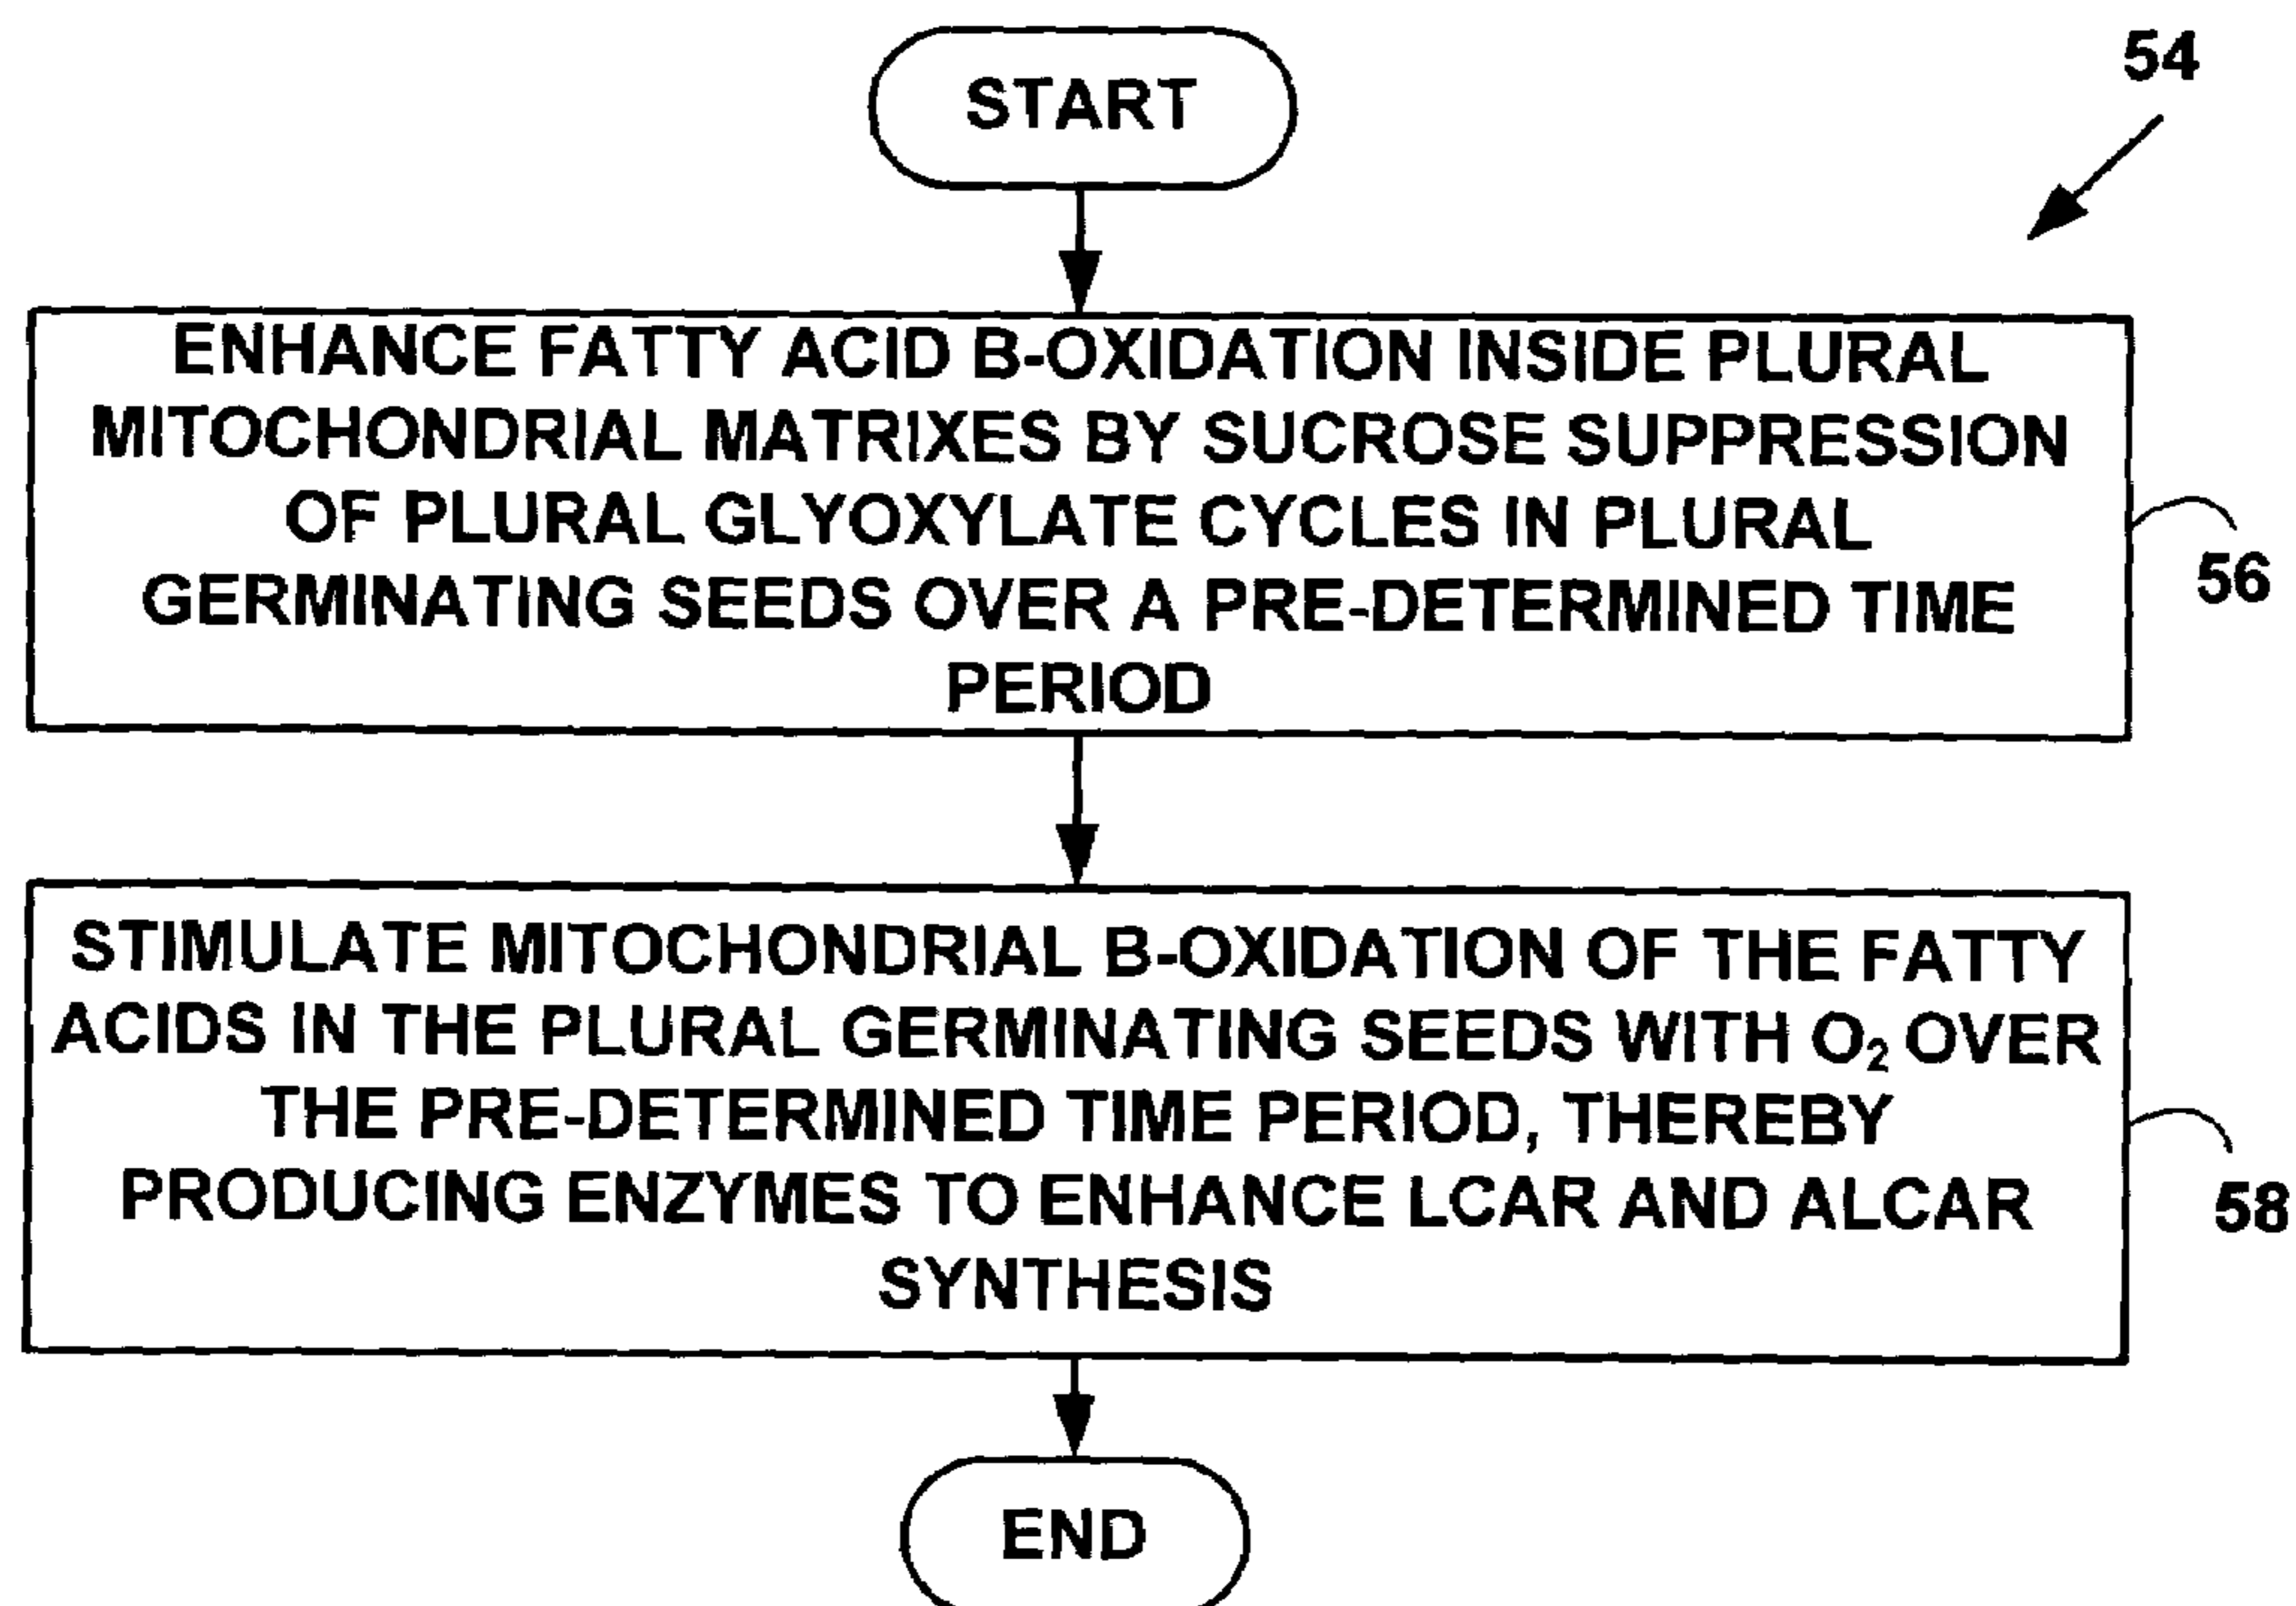 START
54
ENHANCE FATTY ACID B-OXIDATION INSIDE PLURAL
MITOCHONDRIAL MATRIXES BY SUCROSE SUPPRESSION
OF PLURAL GLYOXYLATE CYCLES IN PLURAL
GERMINATING SEEDS OVER A PRE-DETERMINED TIME
PERIOD
56
STIMULATE MITOCHONDRIAL B-OXIDATION OF THE FATTY
ACIDS IN THE PLURAL GERMINATING SEEDS WITH O₂ OVER
THE PRE-DETERMINED TIME PERIOD, THEREBY
PRODUCING ENZYMES TO ENHANCE LCAR AND ALCAR
SYNTHESIS
58
END